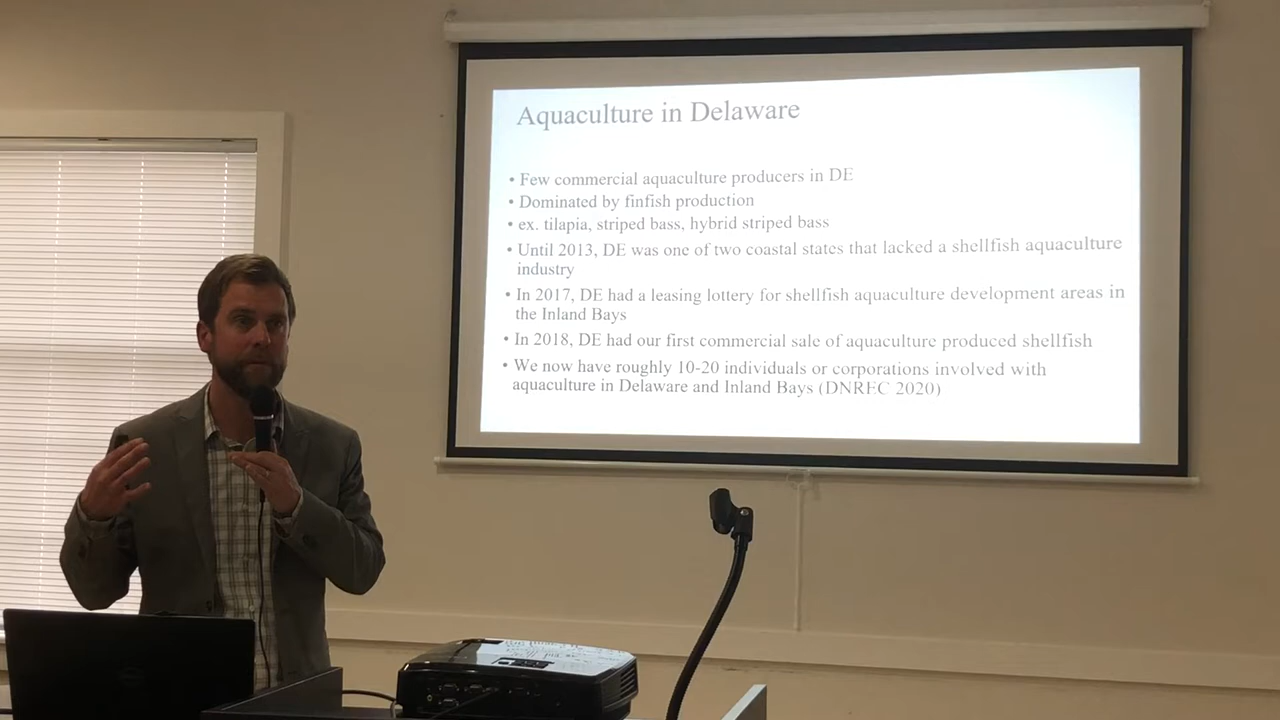 Aquaculture in Delaware
• Few commercial aquaculture producers in DE
• Dominated by finfish production
• ex. tilapia, striped bass, hybrid striped bass
• Until 2013, DE was one of two coastal states that lacked a shellfish aquaculture
industry
• In 2017, DE had a leasing lottery for shellfish aquaculture development areas in
the Inland Bays
• In 2018, DE had our first commercial sale of aquaculture produced shellfish
• We now have roughly 10-20 individuals or corporations involved with
aquaculture in Delaware and Inland Bays (DNREC 2020)